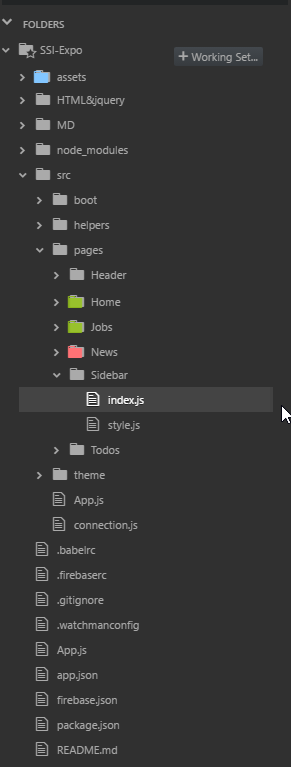 FOLDERS
SSI-Expo
+ Working Set...
assets
HTML&jquery
MD
node_modules
src
boot
helpers
pages
Header
Home
Jobs
News
Sidebar
index.js
style.js
Todos
theme
App.js
connection.js
.babelrc
.firebaserc
.gitignore
.watchmanconfig
App.js
app.json
firebase.json
package.json
README.md